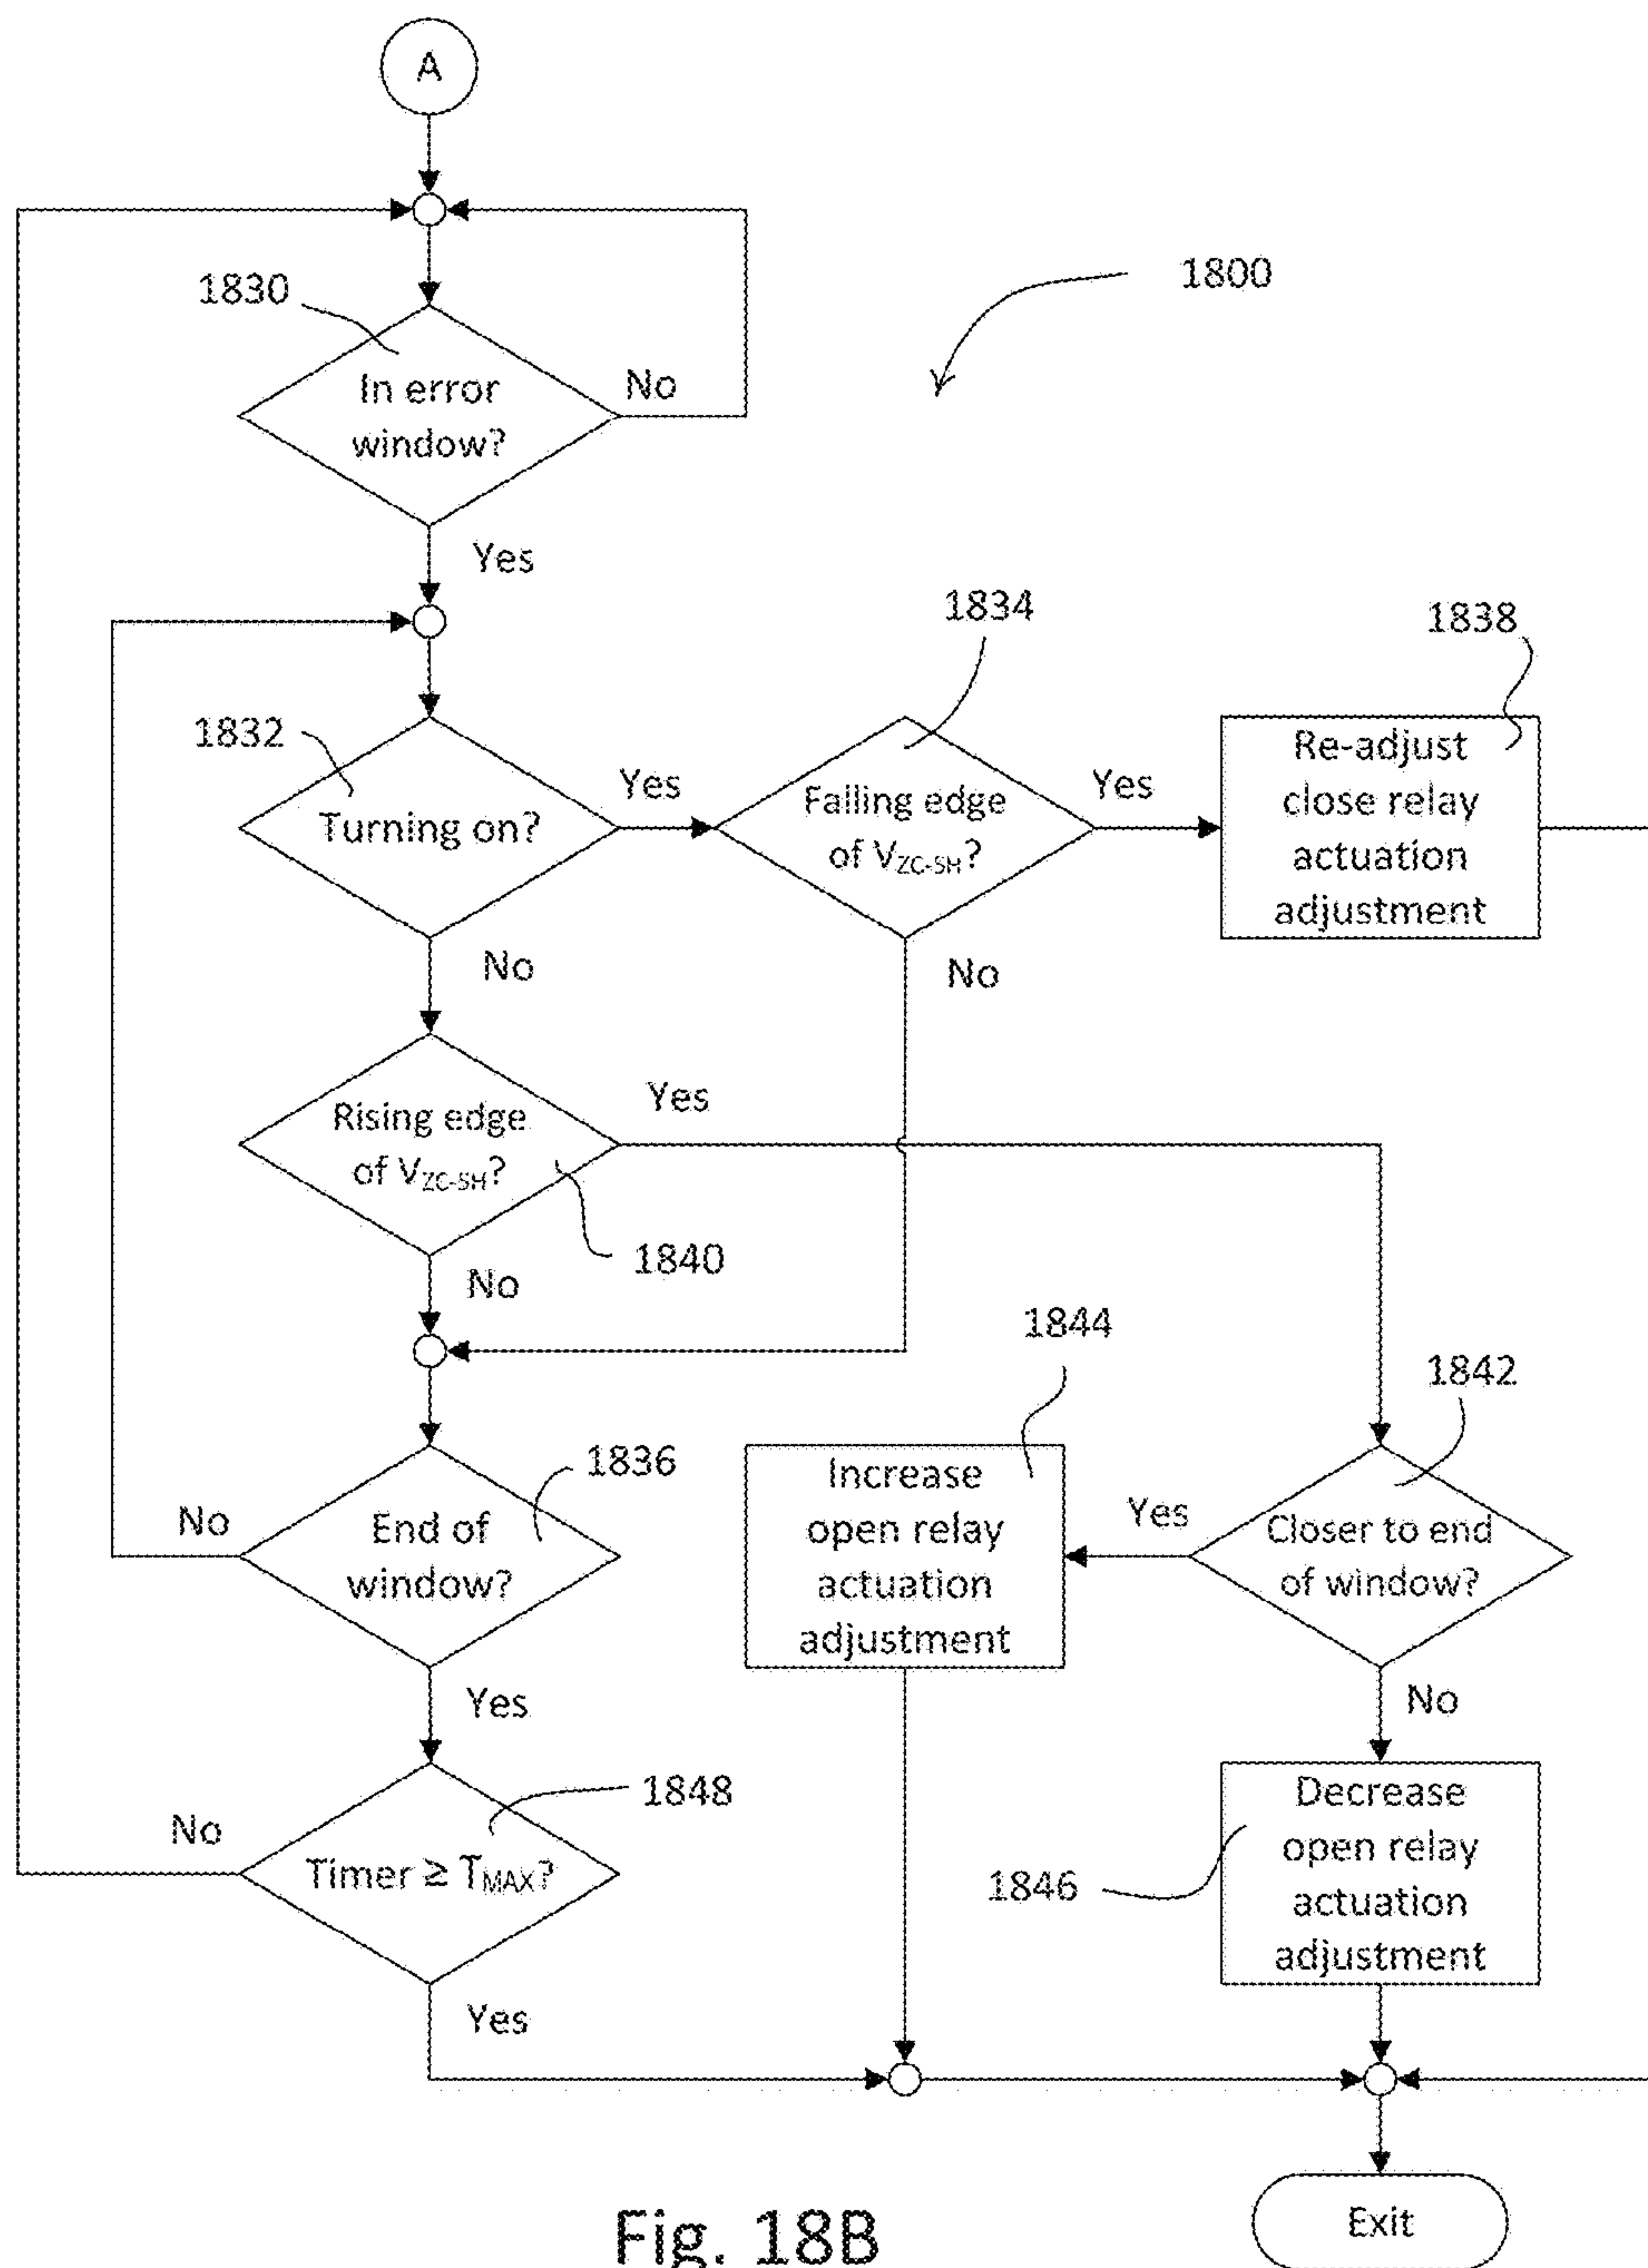 A
1800
1830
In error
window?
No
Yes
1834
1838
1832
Turning on?
Yes
Falling edge
of VZC-SH?
Yes
Re-adjust
close relay
actuation
adjustment
No
No
Rising edge
of VZC-SH?
Yes
1840
No
1844
1842
1836
End of
window?
No
Increase
open relay
actuation
adjustment
Yes
Closer to end
of window?
Yes
No
1848
Timer ≥ TMAX?
No
1846
Decrease
open relay
actuation
adjustment
Yes
Exit
Fig. 18B